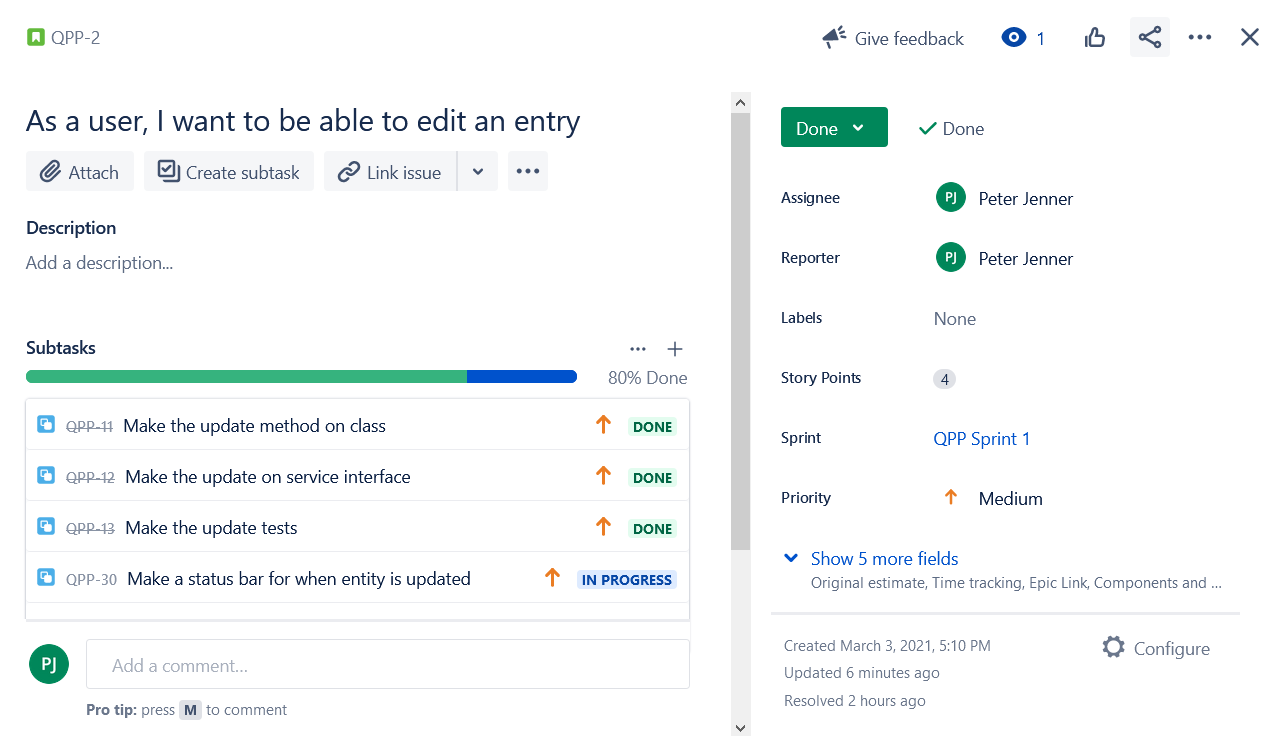 QPP-2
Give feedback
1
As a user, I want to be able to edit an entry
Attach
Create subtask
Link issue
Description
Add a description...
Subtasks
80% Done
QPP-11 Make the update method on class DONE
QPP-12 Make the update on service interface DONE
QPP-13 Make the update tests DONE
QPP-30 Make a status bar for when entity is updated IN PROGRESS
PJ
Add a comment...
Pro tip: press M to comment
Done
Done
Assignee PJ Peter Jenner
Reporter PJ Peter Jenner
Labels None
Story Points 4
Sprint QPP Sprint 1
Priority Medium
Show 5 more fields
Original estimate, Time tracking, Epic Link, Components and ...
Created March 3, 2021, 5:10 PM
Configure
Updated 6 minutes ago
Resolved 2 hours ago